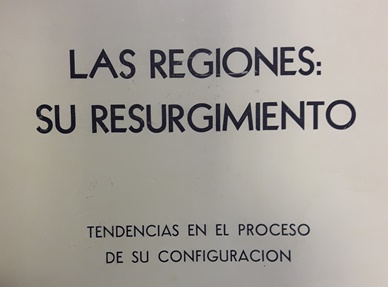 LAS REGIONES:
SU RESURGIMIENTO
TENDENCIAS EN EL PROCESO
DE SU CONFIGURACION